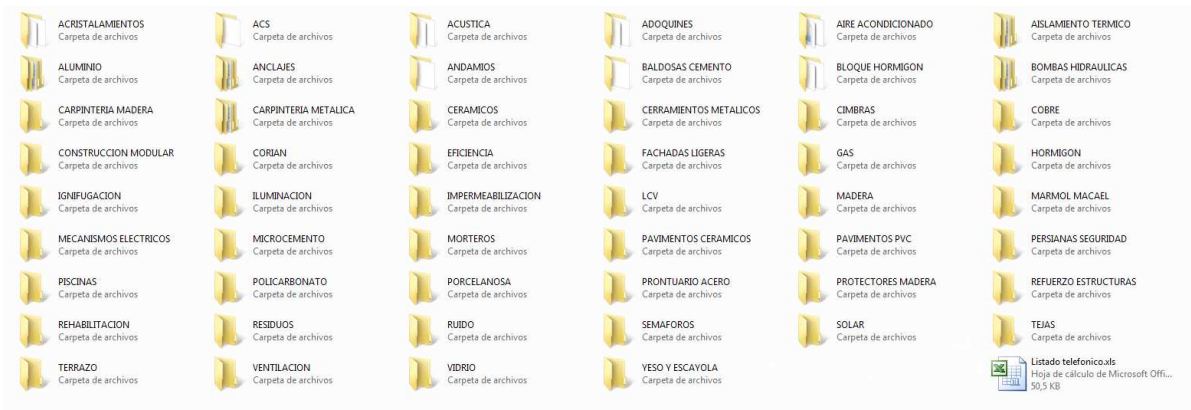 ACRISTALAMIENTOS
Carpeta de archivos
ACS
Carpeta de archivos
ACUSTICA
Carpeta de archivos
ADOQUINES
Carpeta de archivos
AIRE ACONDICIONADO
Carpeta de archivos
AISLAMIENTO TERMICO
Carpeta de archivos
ALUMINIO
Carpeta de archivos
ANCLAJES
Carpeta de archivos
ANDAMIOS
Carpeta de archivos
BALDOSAS CEMENTO
Carpeta de archivos
BLOQUE HORMIGON
Carpeta de archivos
BOMBAS HIDRAULICAS
Carpeta de archivos
CARPINTERIA MADERA
Carpeta de archivos
CARPINTERIA METALICA
Carpeta de archivos
CERAMICOS
Carpeta de archivos
CERRAMIENTOS METALICOS
Carpeta de archivos
CIMBRAS
Carpeta de archivos
COBRE
Carpeta de archivos
CONSTRUCCION MODULAR
Carpeta de archivos
CORIAN
Carpeta de archivos
EFICIENCIA
Carpeta de archivos
FACHADAS LIGERAS
Carpeta de archivos
GAS
Carpeta de archivos
HORMIGON
Carpeta de archivos
IGNIFUGACION
Carpeta de archivos
ILUMINACION
Carpeta de archivos
IMPERMEABILIZACION
Carpeta de archivos
LCV
Carpeta de archivos
MADERA
Carpeta de archivos
MARMOL MACAEL
Carpeta de archivos
MECANISMOS ELECTRICOS
Carpeta de archivos
MICROCEMENTO
Carpeta de archivos
MORTEROS
Carpeta de archivos
PAVIMENTOS CERAMICOS
Carpeta de archivos
PAVIMENTOS PVC
Carpeta de archivos
PERSIANAS SEGURIDAD
Carpeta de archivos
PISCINAS
Carpeta de archivos
POLICARBONATO
Carpeta de archivos
PORCELANOSA
Carpeta de archivos
PRONTUARIO ACERO
Carpeta de archivos
PROTECTORES MADERA
Carpeta de archivos
REFUERZO ESTRUCTURAS
Carpeta de archivos
REHABILITACION
Carpeta de archivos
RESIDUOS
Carpeta de archivos
RUIDO
Carpeta de archivos
SEMAFOROS
Carpeta de archivos
SOLAR
Carpeta de archivos
TEJAS
Carpeta de archivos
TERRAZO
Carpeta de archivos
VENTILACION
Carpeta de archivos
VIDRIO
Carpeta de archivos
YESO Y ESCAYOLA
Carpeta de archivos
Listado telefonico.xls
Hoja de cálculo de Microsoft Offi...
50,5 KB